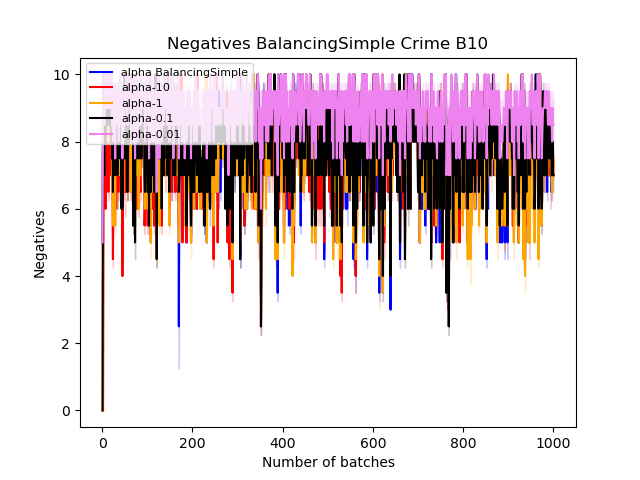 Negatives BalancingSimple Crime B10
alpha BalancingSimple
alpha-10
alpha-1
alpha-0.1
alpha-0.01
Negatives
10
8
6
4
2
0
0 200 400 600 800 1000
Number of batches